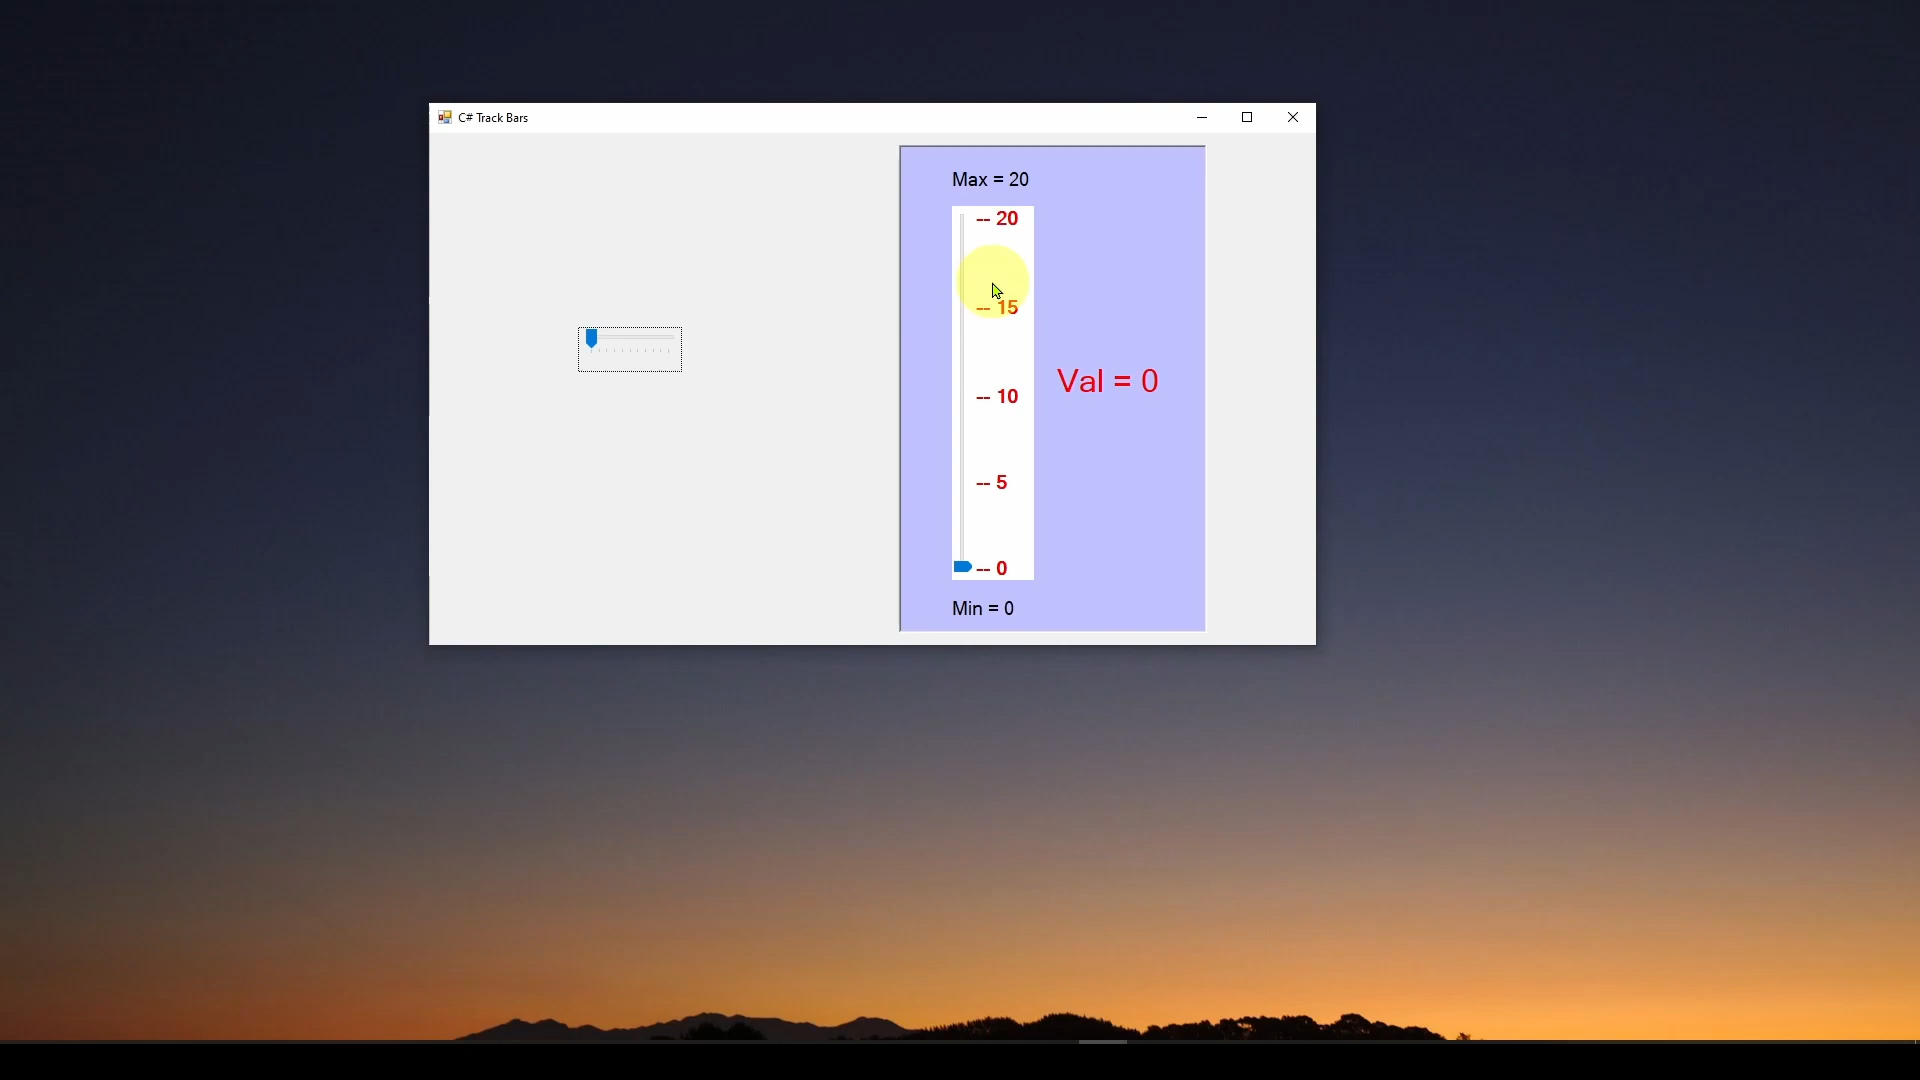 C# Track Bars
Max = 20
-- 20
-- 15
-- 10
Val = 0
-- 5
-- 0
Min = 0